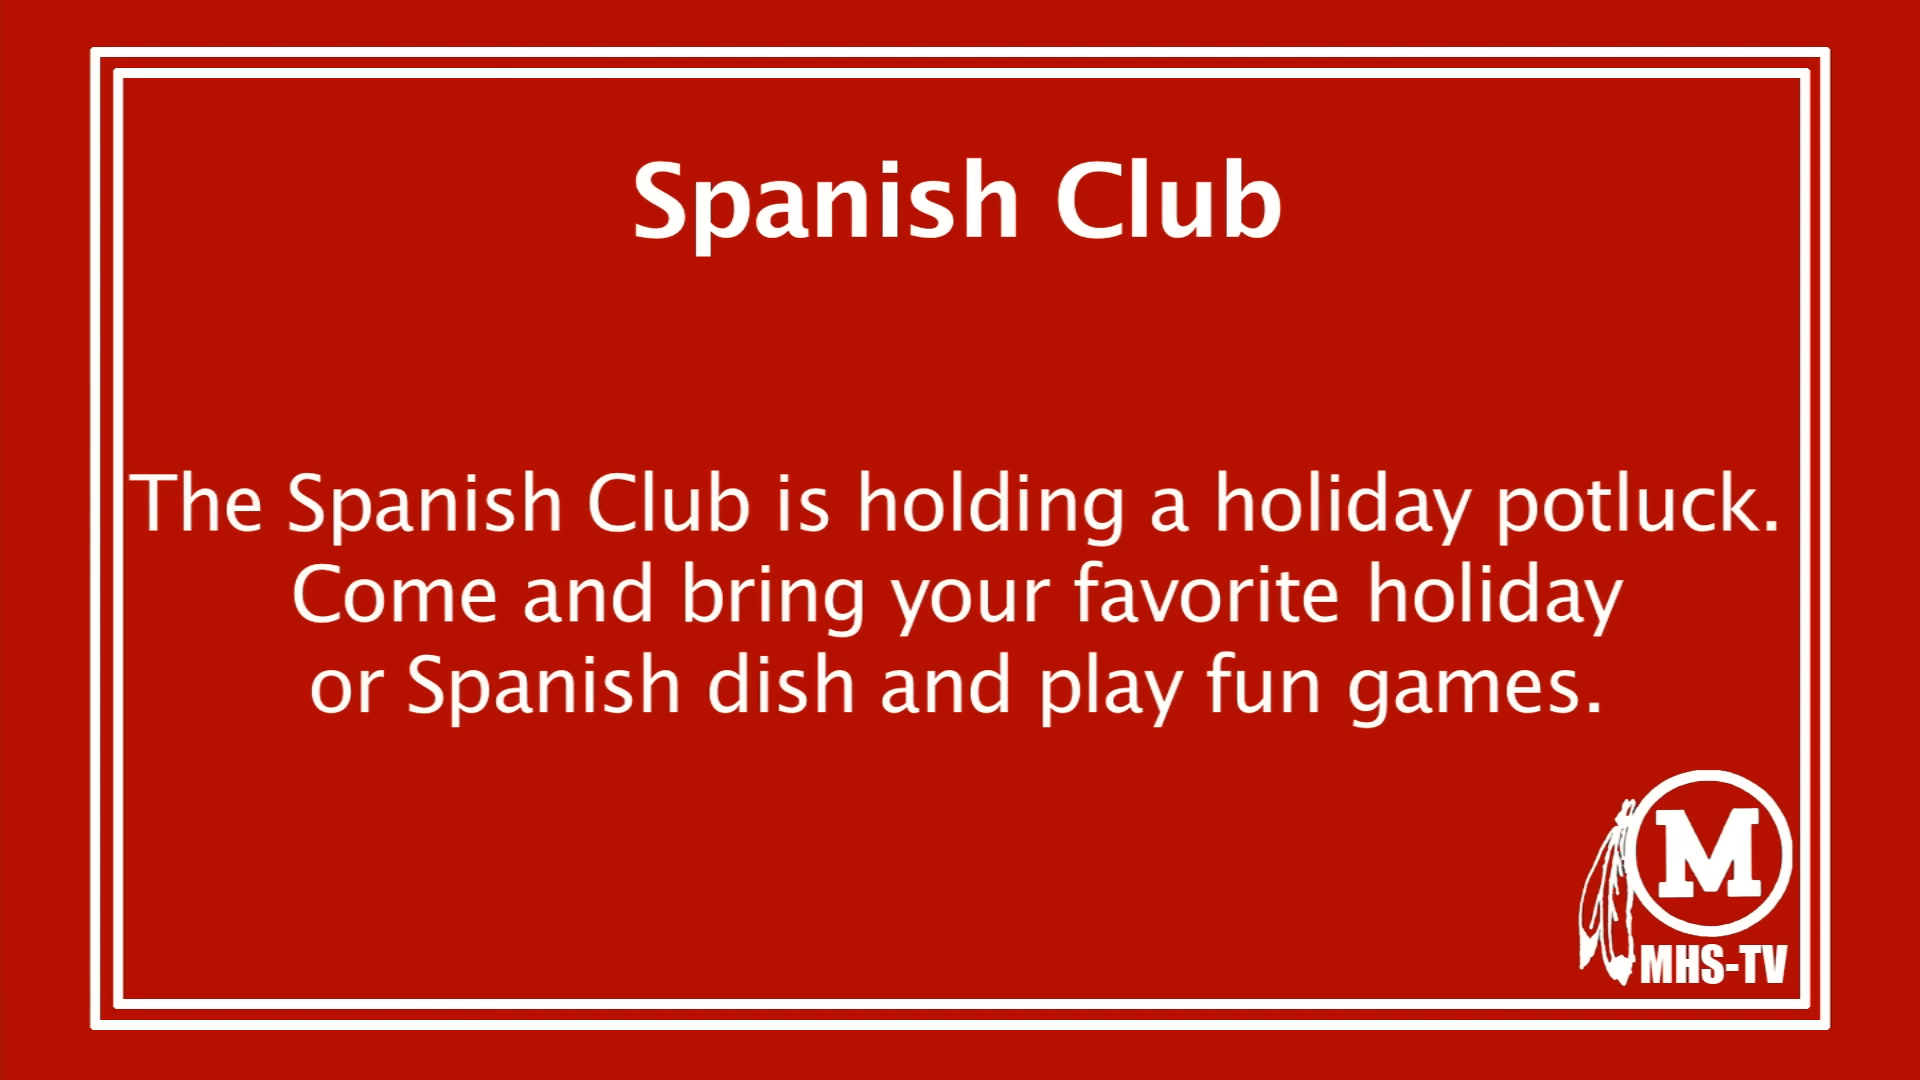 Spanish Club
The Spanish Club is holding a holiday potluck.
Come and bring your favorite holiday
or Spanish dish and play fun games.
M
MHS-TV